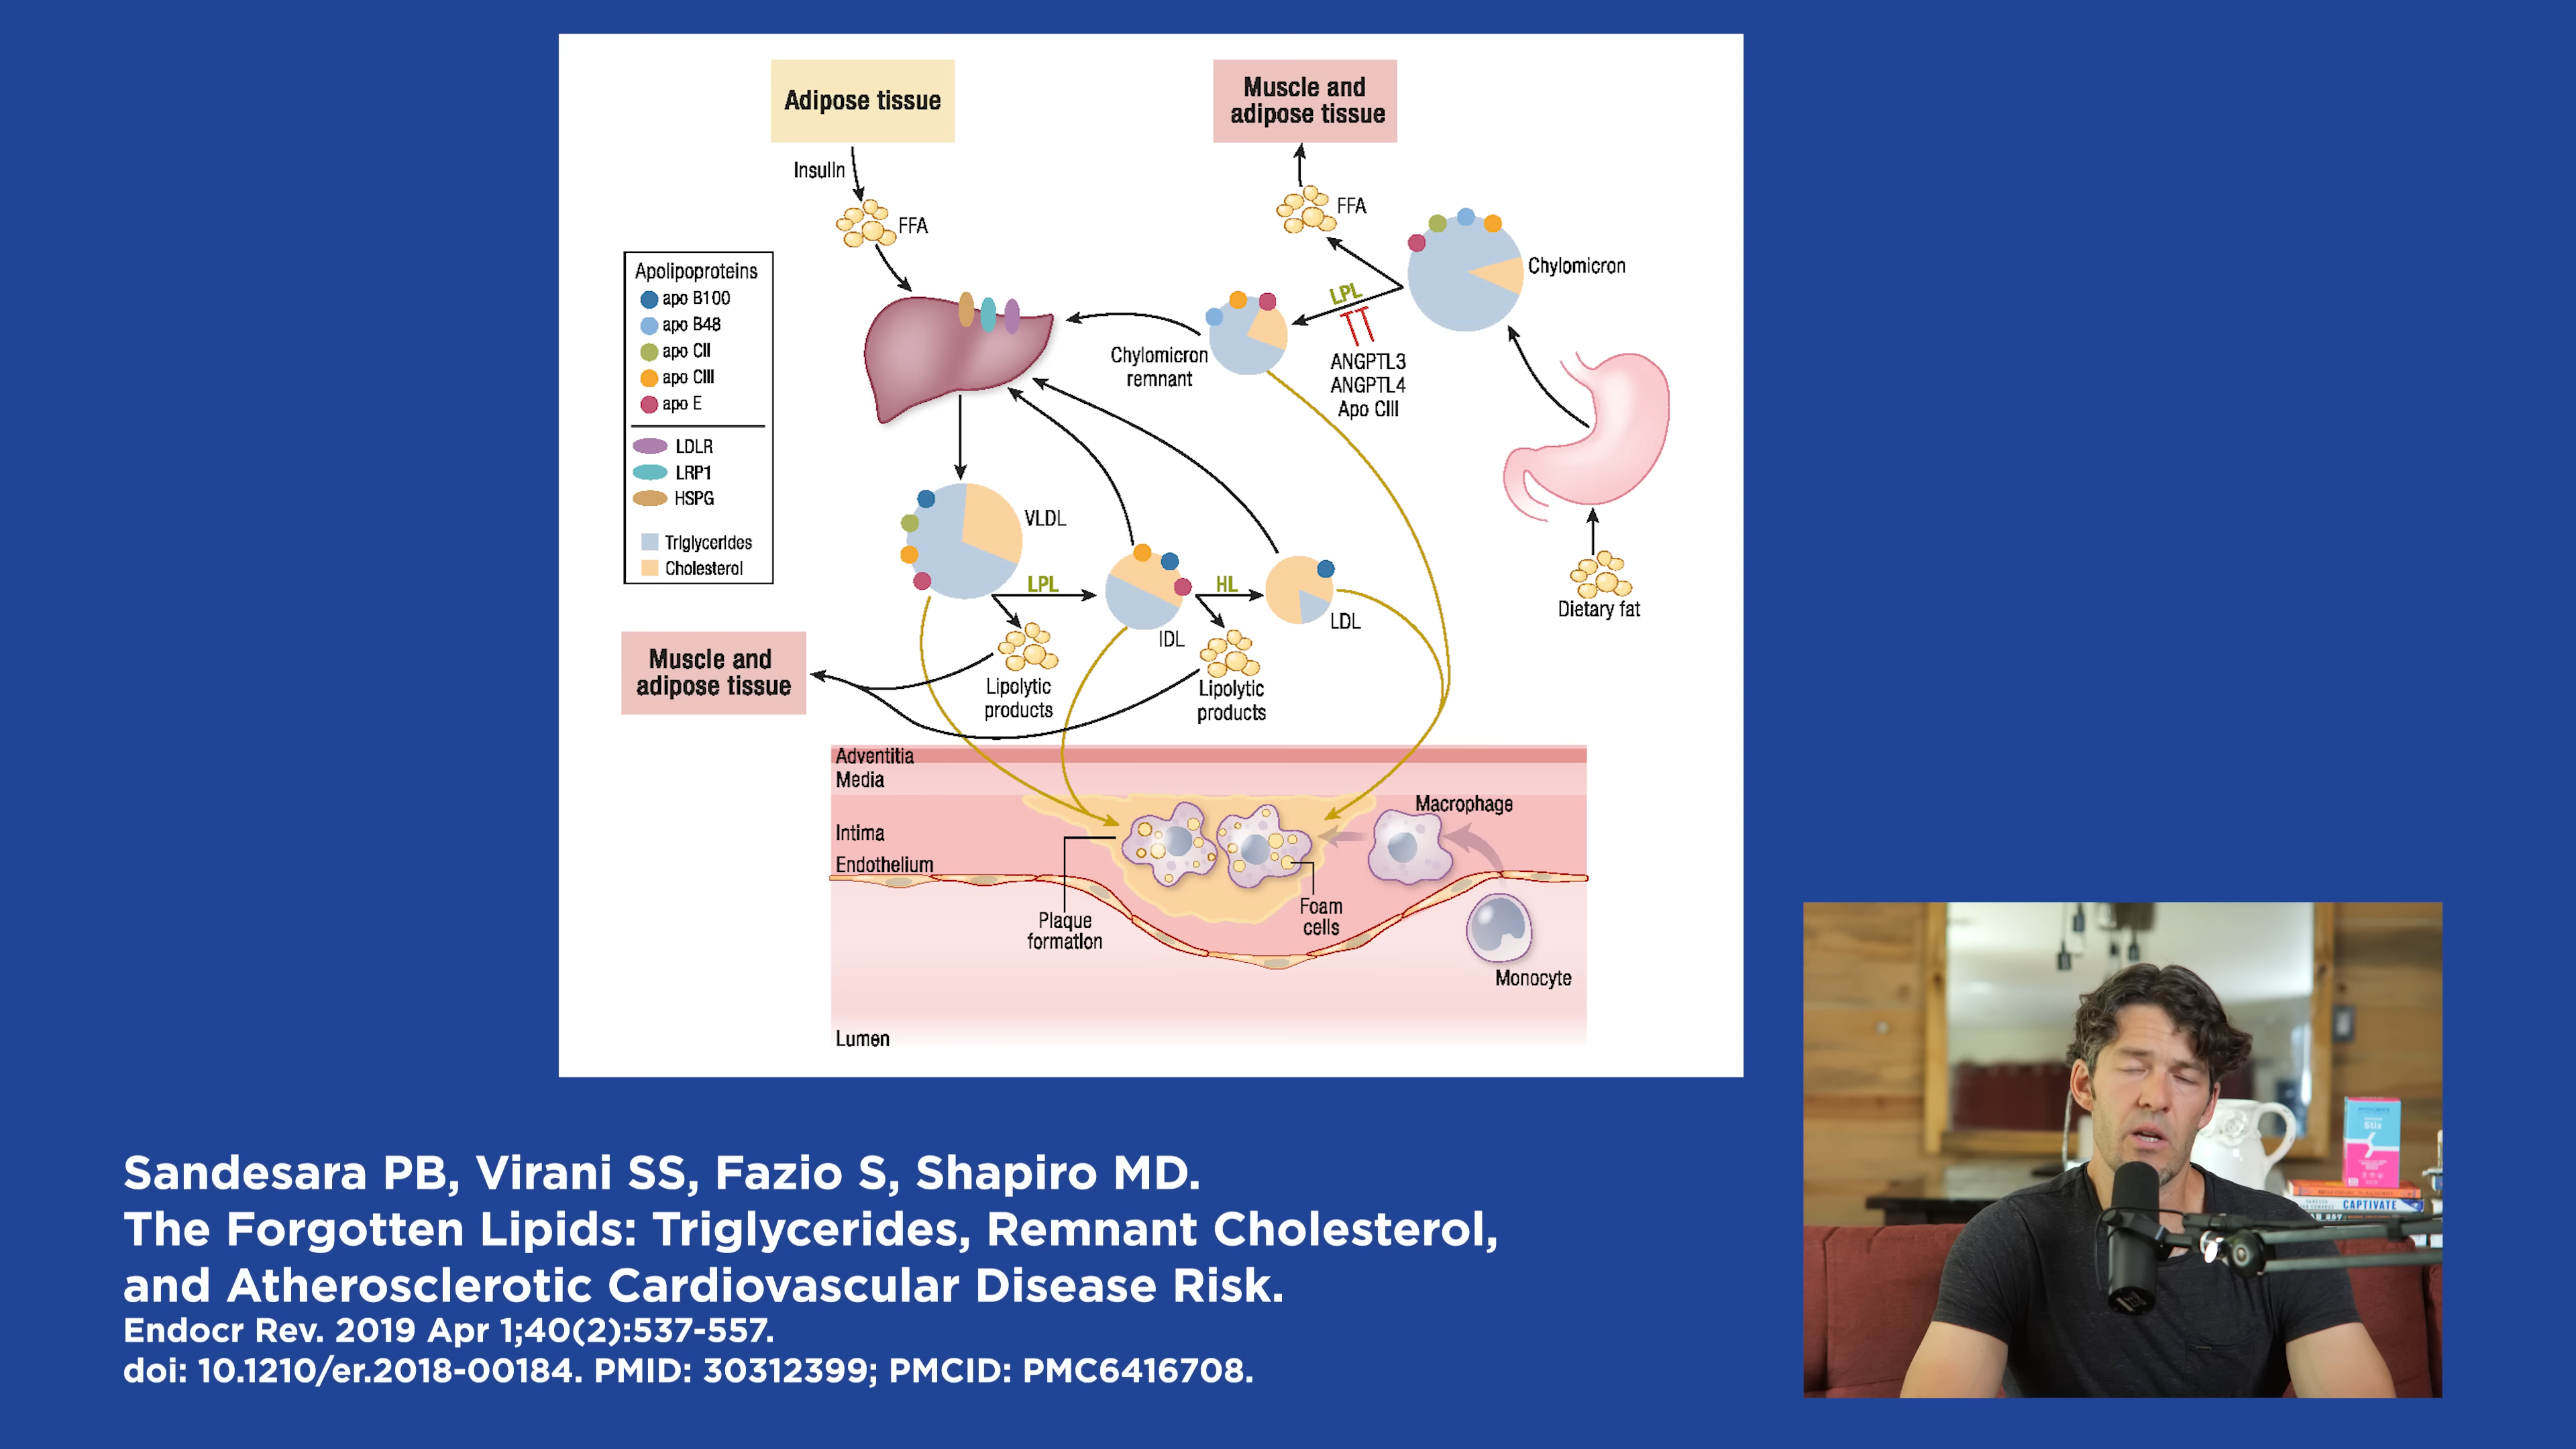 Adipose tissue
Muscle and
adipose tissue
Insulin
FFA
FFA
Chylomicron
Apolipoproteins
apo B100
apo B48
apo CII
apo CIII
apo E
LDLR
LRP1
HSPG
Triglycerides
Cholesterol
LPL
Chylomicron
remnant
ANGPTL3
ANGPTL4
Apo CIII
VLDL
LPL
IDL
HL
LDL
Dietary fat
Muscle and
adipose tissue
Lipolytic
products
Lipolytic
products
Adventitia
Media
Intima
Endothelium
Macrophage
Plaque
formation
Foam
cells
Monocyte
Lumen
Sandesara PB, Virani SS, Fazio S, Shapiro MD.
The Forgotten Lipids: Triglycerides, Remnant Cholesterol,
and Atherosclerotic Cardiovascular Disease Risk.
Endocr Rev. 2019 Apr 1;40(2):537-557.
doi: 10.1210/er.2018-00184. PMID: 30312399; PMCID: PMC6416708.
Stix
CAPTIVATE